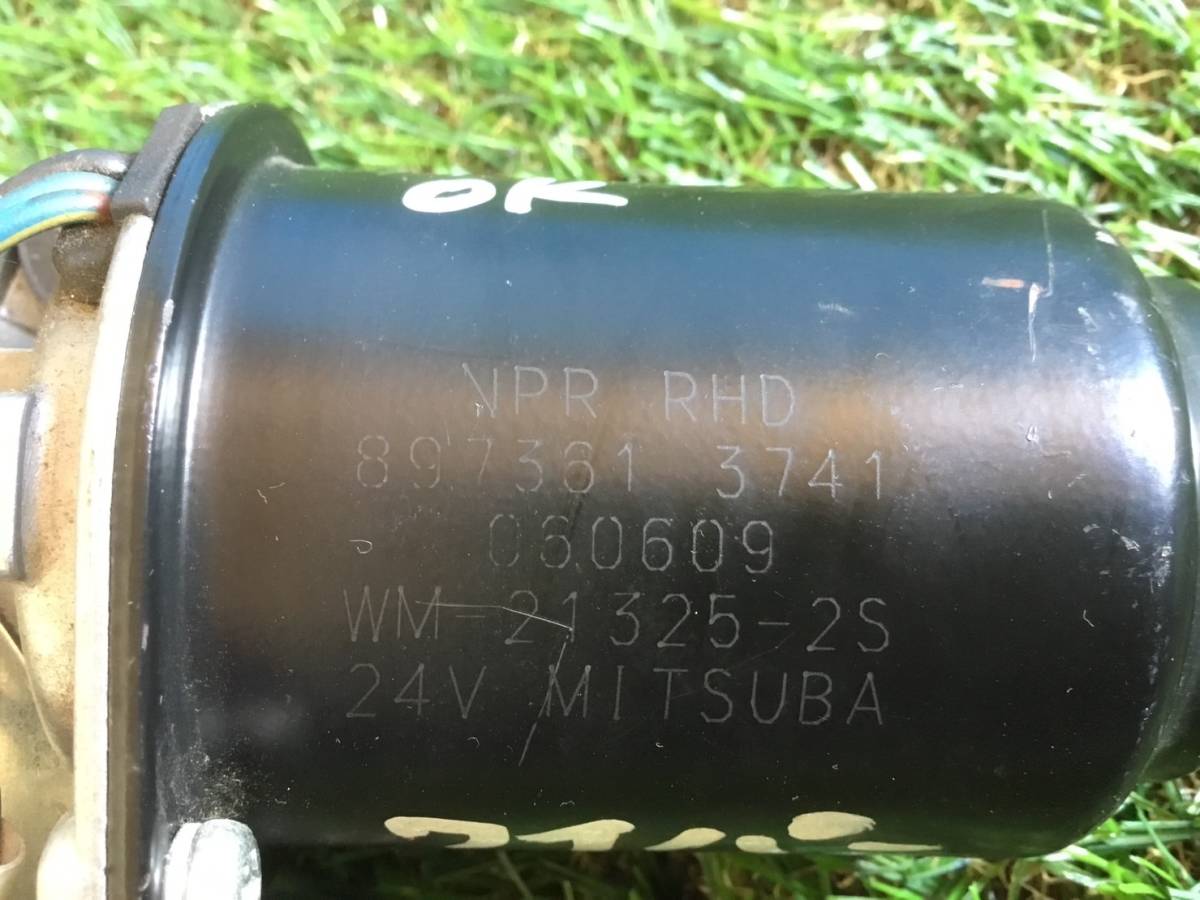 OK
NPR RHD
897361 3741
060609
WM-21325-2S
24V MITSUBA